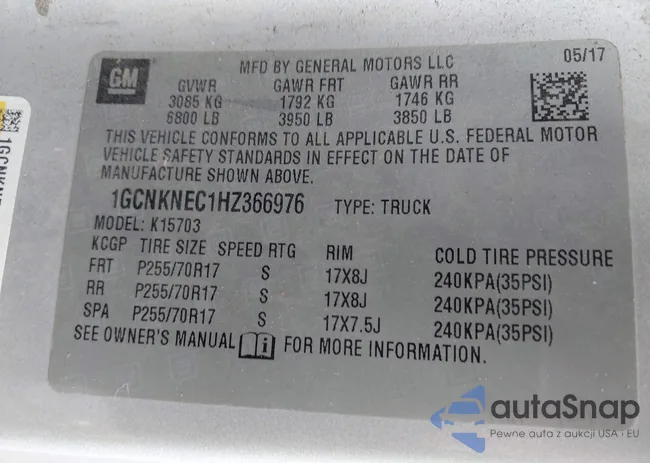 GM
MFD BY GENERAL MOTORS LLC
05/17
GVWR GAWR FRT GAWR RR
3085 KG 1792 KG 1746 KG
6800 LB 3950 LB 3850 LB
THIS VEHICLE CONFORMS TO ALL APPLICABLE U.S. FEDERAL MOTOR
VEHICLE SAFETY STANDARDS IN EFFECT ON THE DATE OF
MANUFACTURE SHOWN ABOVE.
1GCNKNEC1HZ366976 TYPE: TRUCK
MODEL: K15703
KCGP TIRE SIZE SPEED RTG RIM COLD TIRE PRESSURE
FRT P255/70R17 S 17X8J 240KPA(35PSI)
RR P255/70R17 S 17X8J 240KPA(35PSI)
SPA P255/70R17 S 17X7.5J 240KPA(35PSI)
SEE OWNER'S MANUAL FOR MORE INFORMATION.
autaSnap
Pewne auta z aukcji USA i EU